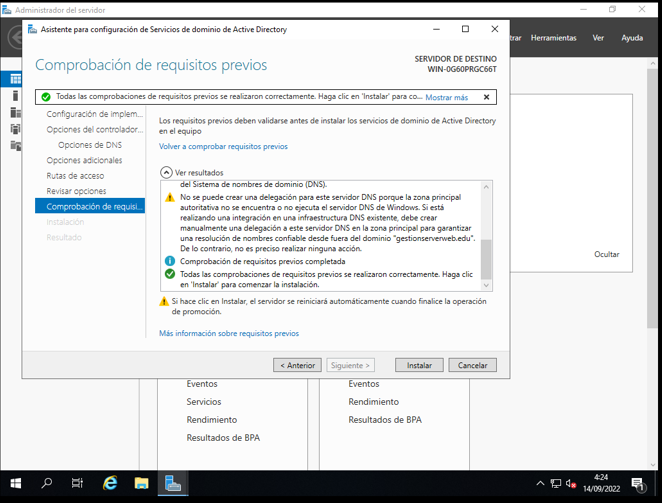 Administrador del servidor
Asistente para configuración de Servicios de dominio de Active Directory
trar Herramientas Ver Ayuda
Comprobación de requisitos previos
SERVIDOR DE DESTINO
WIN-0G60PRGC66T
Todas las comprobaciones de requisitos previos se realizaron correctamente. Haga clic en 'Instalar' para co... Mostrar más
Configuración de implem...
Opciones del controlador...
Opciones de DNS
Opciones adicionales
Rutas de acceso
Revisar opciones
Comprobación de requisi...
Instalación
Resultado
Los requisitos previos deben validarse antes de instalar los servicios de dominio de Active Directory
en el equipo
Volver a comprobar requisitos previos
Ver resultados
del Sistema de nombres de dominio (DNS).
No se puede crear una delegación para este servidor DNS porque la zona principal
autoritativa no se encuentra o no ejecuta el servidor DNS de Windows. Si está
realizando una integración en una infraestructura DNS existente, debe crear
manualmente una delegación a este servidor DNS en la zona principal para garantizar
una resolución de nombres confiable desde fuera del dominio "gestionserverweb.edu".
De lo contrario, no es preciso realizar ninguna acción.
Comprobación de requisitos previos completada
Todas las comprobaciones de requisitos previos se realizaron correctamente. Haga clic
en 'Instalar' para comenzar la instalación.
Si hace clic en Instalar, el servidor se reiniciará automáticamente cuando finalice la operación
de promoción.
Más información sobre requisitos previos
< Anterior
Siguiente >
Instalar
Cancelar
Ocultar
Eventos
Servicios
Rendimiento
Resultados de BPA
Eventos
Rendimiento
Resultados de BPA
4:24
14/09/2022
1